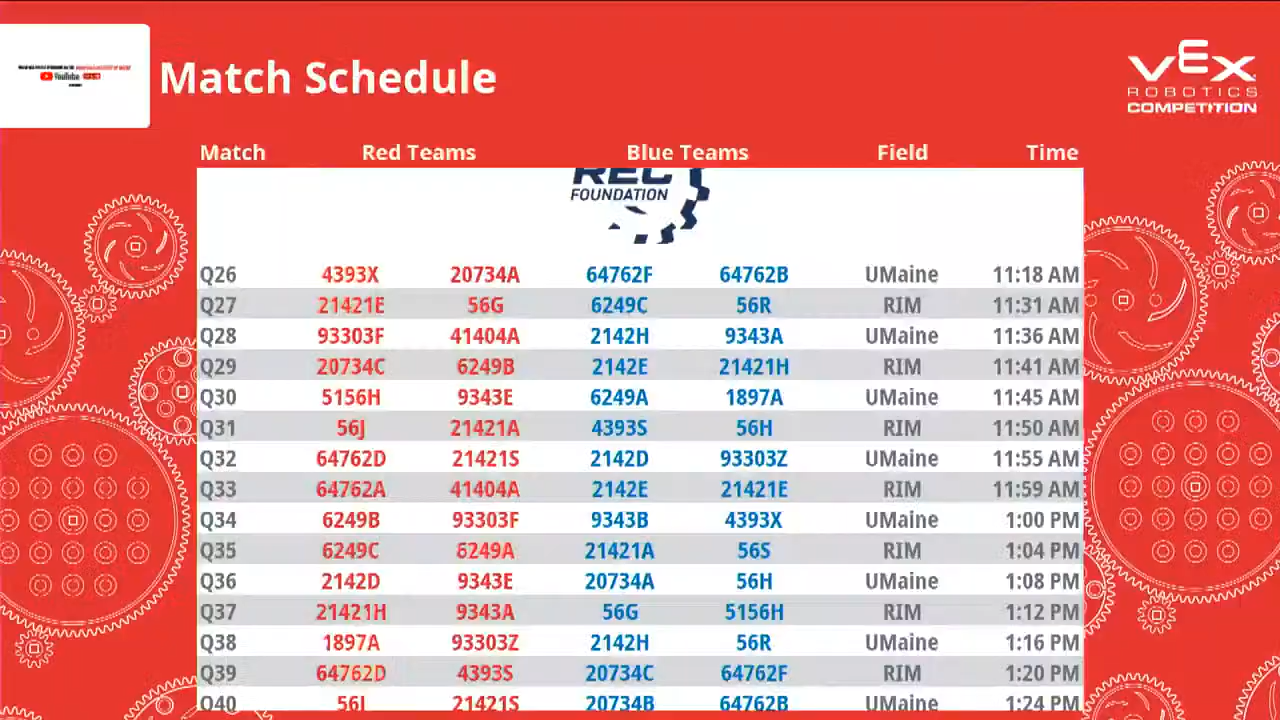 YouTube
Match Schedule
VEX
ROBOTICS
COMPETITION
Match Red Teams Blue Teams Field Time
REC
FOUNDATION
Q26 4393X 20734A 64762F 64762B UMaine 11:18 AM
Q27 21421E 56G 6249C 56R RIM 11:31 AM
Q28 93303F 41404A 2142H 9343A UMaine 11:36 AM
Q29 20734C 6249B 2142E 21421H RIM 11:41 AM
Q30 5156H 9343E 6249A 1897A UMaine 11:45 AM
Q31 56J 21421A 4393S 56H RIM 11:50 AM
Q32 64762D 21421S 2142D 93303Z UMaine 11:55 AM
Q33 64762A 41404A 2142E 21421E RIM 11:59 AM
Q34 6249B 93303F 9343B 4393X UMaine 1:00 PM
Q35 6249C 6249A 21421A 56S RIM 1:04 PM
Q36 2142D 9343E 20734A 56H UMaine 1:08 PM
Q37 21421H 9343A 56G 5156H RIM 1:12 PM
Q38 1897A 93303Z 2142H 56R UMaine 1:16 PM
Q39 64762D 4393S 20734C 64762F RIM 1:20 PM
Q40 56J 21421S 20734B 64762B UMaine 1:24 PM